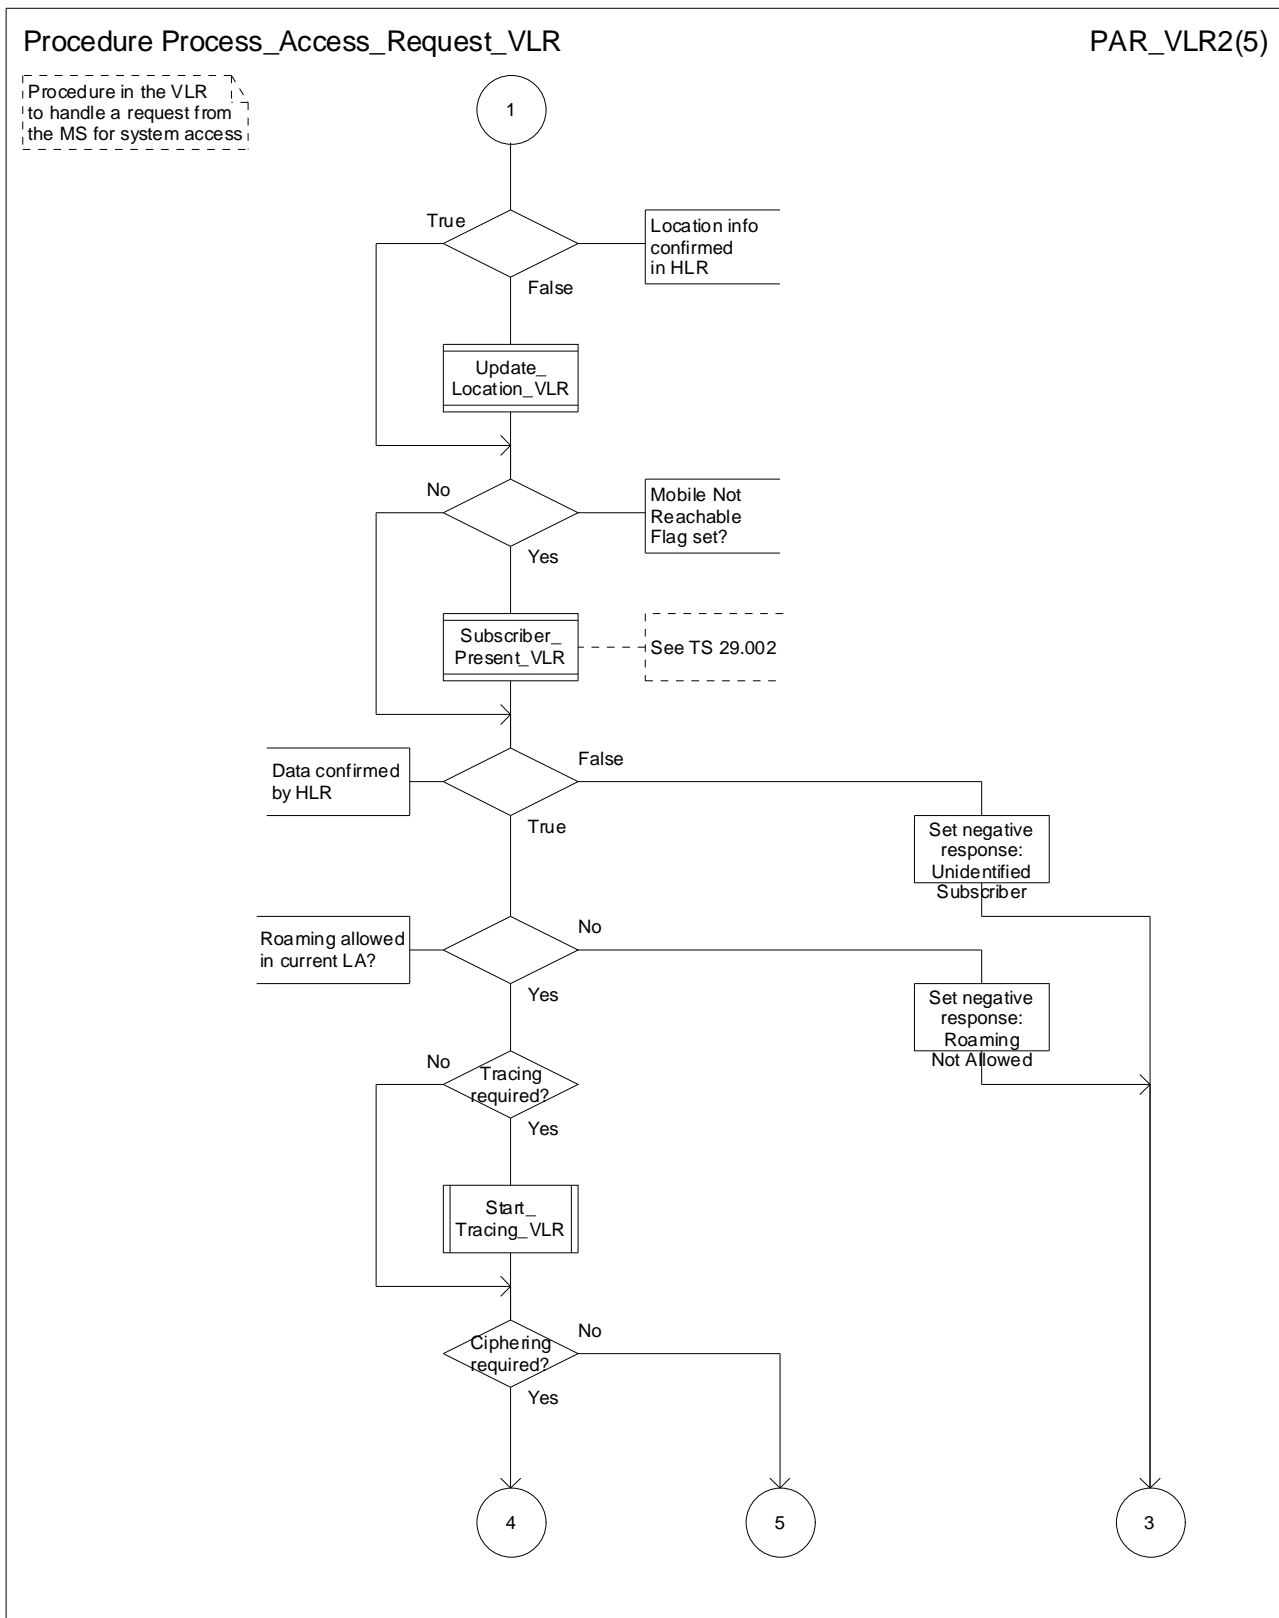 Procedure Process_Access_Request_VLR
PAR_VLR2(5)
Procedure in the VLR
to handle a request from
the MS for system access
1
True
Location info
confirmed
in HLR
False
Update_
Location_VLR
No
Mobile Not
Reachable
Flag set?
Yes
Subscriber_
Present_VLR
See TS 29.002
Data confirmed
by HLR
False
True
Set negative
response:
Unidentified
Subscriber
Roaming allowed
in current LA?
No
Yes
Set negative
response:
Roaming
Not Allowed
No
Tracing
required?
Yes
Start_
Tracing_VLR
Ciphering
required?
No
Yes
4
5
3